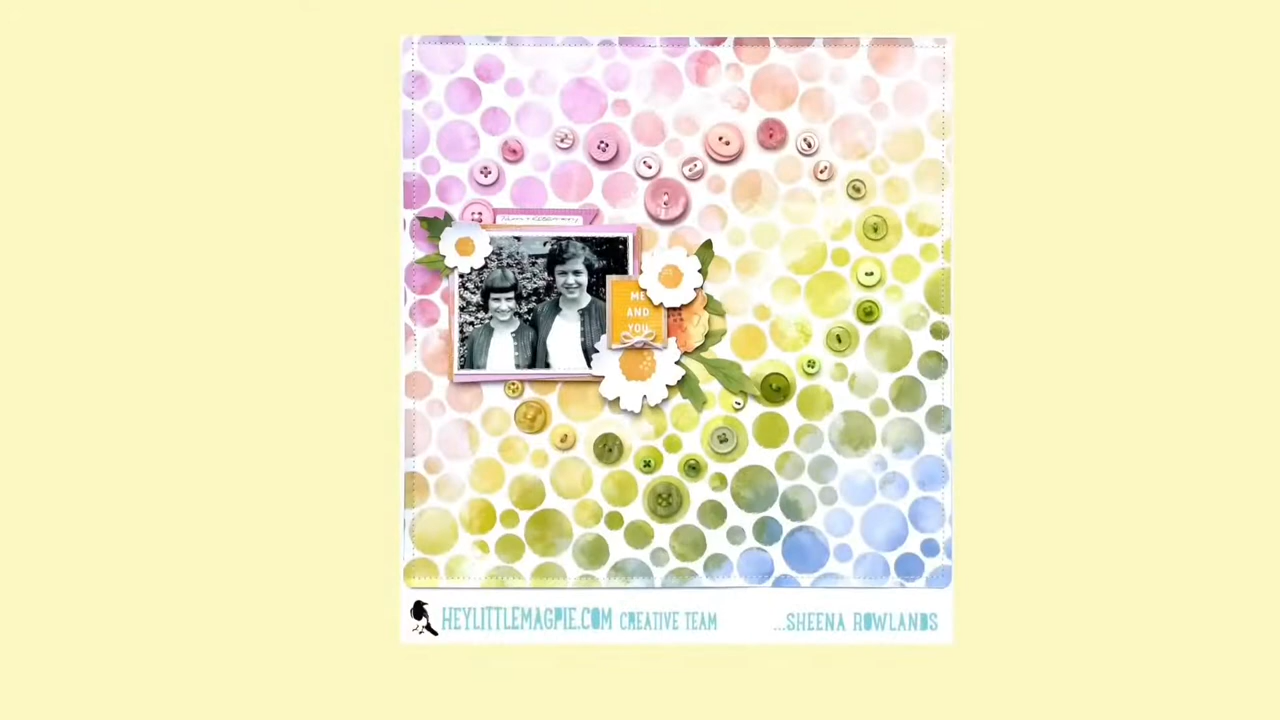 ME
AND
YOU
HEYLITTLEMAGPIE.COM CREATIVE TEAM
...SHEENA ROWLANDS